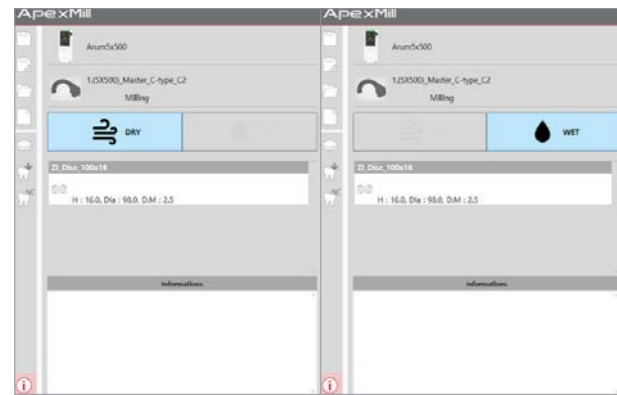 ApexMill
Arum5x500
1.(5X500)_Master_C-type_C2
Milling
DRY
ZI_Disc_100x16
H : 16.0, Dia : 98.0, D.M : 2.5
Informations
ApexMill
Arum5x500
1.(5X500)_Master_C-type_C2
Milling
WET
ZI_Disc_100x16
H : 16.0, Dia : 98.0, D.M : 2.5
Informations